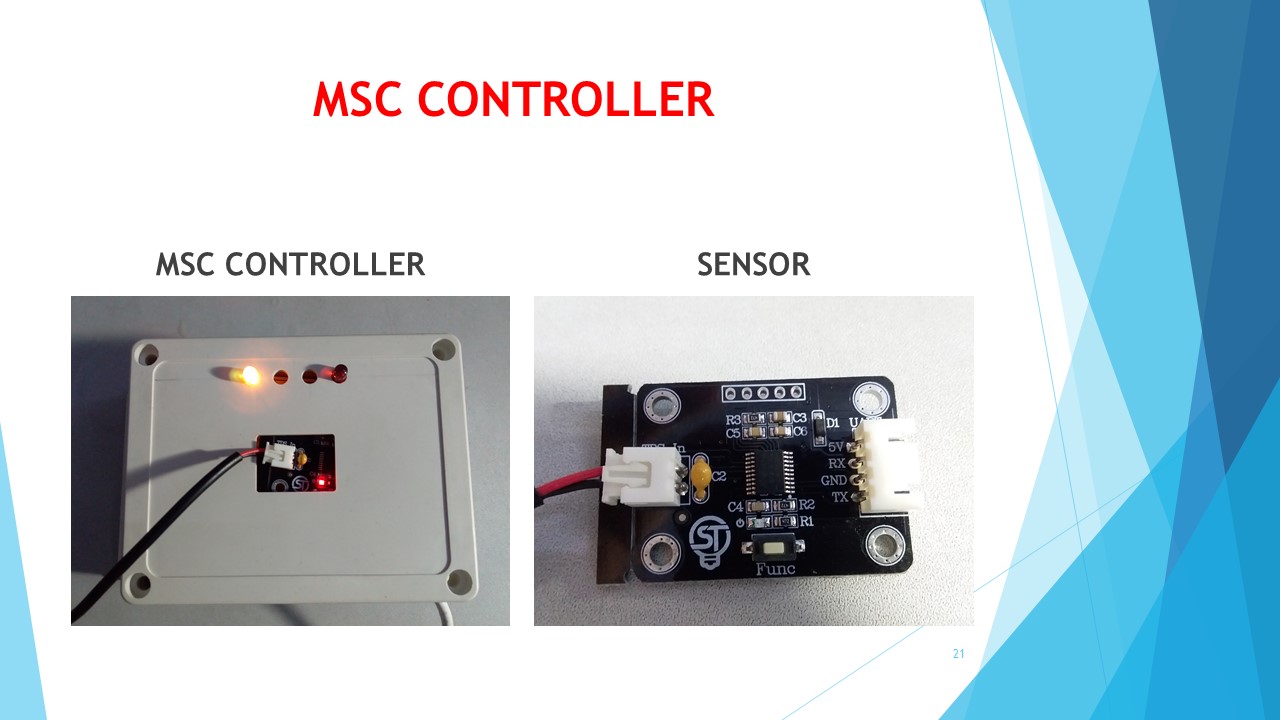 MSC CONTROLLER
MSC CONTROLLER
SENSOR
R3
C3
C5
C6
D1
5V
RX
GND
TX
C2
C4
R2
R1
ST
Func
21